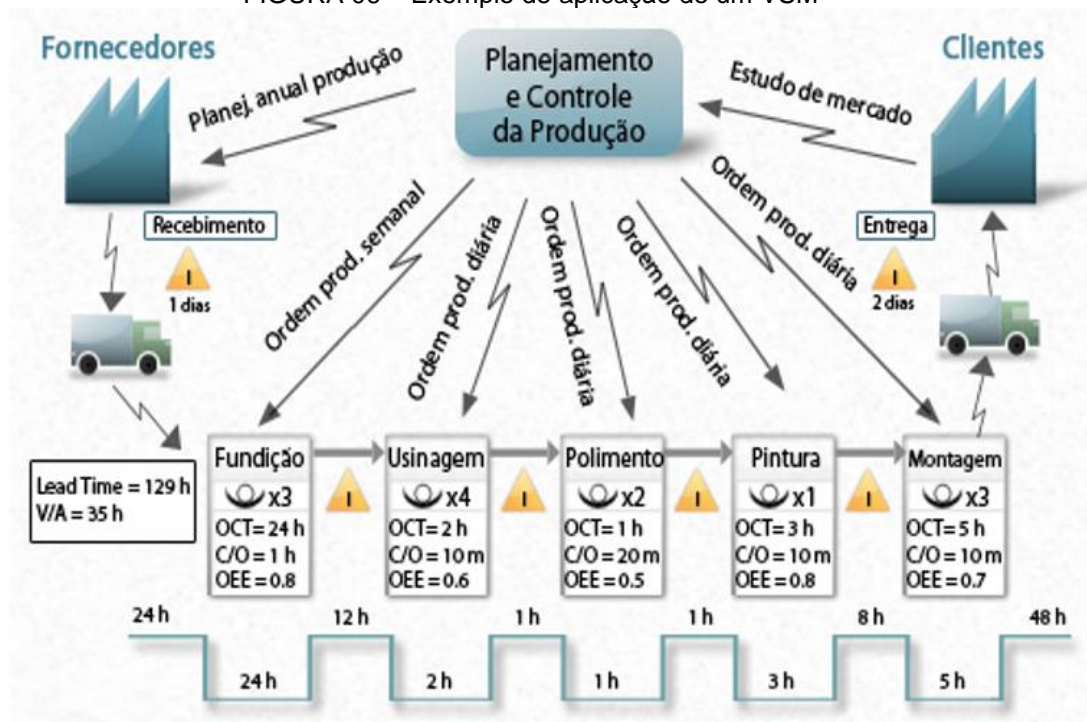 Fornecedores
Planej. anual produção
Planejamento
e Controle
da Produção
Estudo de mercado
Clientes
Recebimento
I
1 dias
Ordem prod. semanal
Ordem prod. diária
Ordem prod. diária
Ordem prod. diária
Ordem prod. diária
Entrega
I
2 dias
Lead Time = 129 h
V/A = 35 h
Fundição
x3
OCT= 24 h
C/O = 1 h
OEE = 0.8
I
Usinagem
x4
OCT= 2 h
C/O = 10 m
OEE = 0.6
I
Polimento
x2
OCT= 1 h
C/O = 20 m
OEE = 0.5
I
Pintura
x1
OCT= 3 h
C/O = 10 m
OEE = 0.8
I
Montagem
x3
OCT= 5 h
C/O = 10 m
OEE = 0.7
24 h
12 h
1 h
1 h
8 h
48 h
24 h
2 h
1 h
3 h
5 h